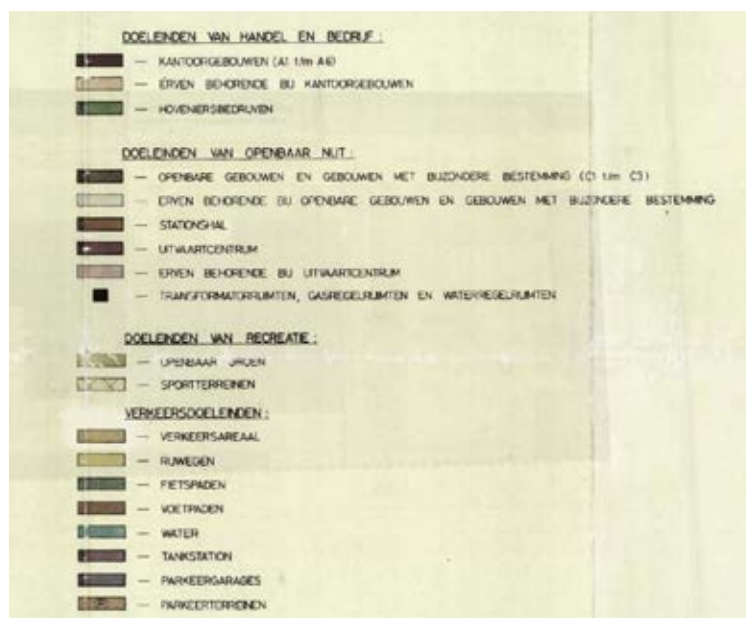 DOELEINDEN VAN HANDEL EN BEDRIJF :
— KANTOORGEBOUWEN (A1 t/m A6)
— ERVEN BEHORENDE BIJ KANTOORGEBOUWEN
— HOVENIERSBEDRIJVEN
DOELEINDEN VAN OPENBAAR NUT :
— OPENBARE GEBOUWEN EN GEBOUWEN MET BIJZONDERE BESTEMMING (C1 t/m C3)
— ERVEN BEHORENDE BIJ OPENBARE GEBOUWEN EN GEBOUWEN MET BIJZONDERE BESTEMMING
— STATIONSHAL
— UITVAARTCENTRUM
— ERVEN BEHORENDE BIJ UITVAARTCENTRUM
— TRANSFORMATORRUIMTEN, GASREGELRUIMTEN EN WATERREGELRUIMTEN
DOELEINDEN VAN RECREATIE :
— OPENBAAR GROEN
— SPORTTERREINEN
VERKEERSDOELEINDEN :
— VERKEERSAREAAL
— RIJWEGEN
— FIETSPADEN
— VOETPADEN
— WATER
— TANKSTATION
— PARKEERGARAGES
— PARKEERTERREINEN